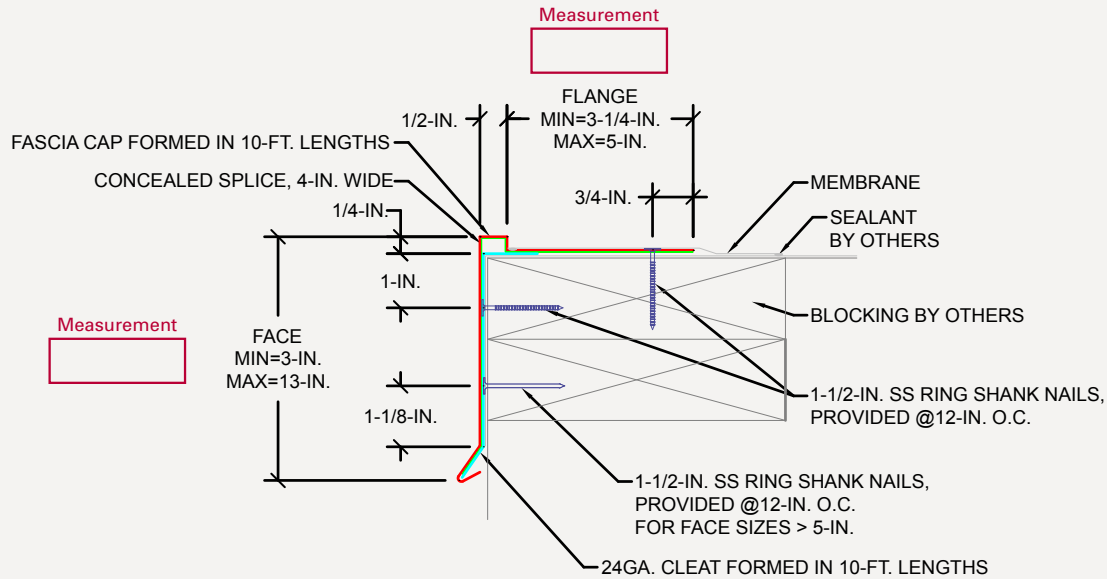 Measurement
FLANGE
MIN=3-1/4-IN.
MAX=5-IN.
1/2-IN.
FASCIA CAP FORMED IN 10-FT. LENGTHS
CONCEALED SPLICE, 4-IN. WIDE
1/4-IN.
3/4-IN.
MEMBRANE
SEALANT
BY OTHERS
1-IN.
BLOCKING BY OTHERS
Measurement
FACE
MIN=3-IN.
MAX=13-IN.
1-1/8-IN.
1-1/2-IN. SS RING SHANK NAILS,
PROVIDED @12-IN. O.C.
1-1/2-IN. SS RING SHANK NAILS,
PROVIDED @12-IN. O.C.
FOR FACE SIZES > 5-IN.
24GA. CLEAT FORMED IN 10-FT. LENGTHS